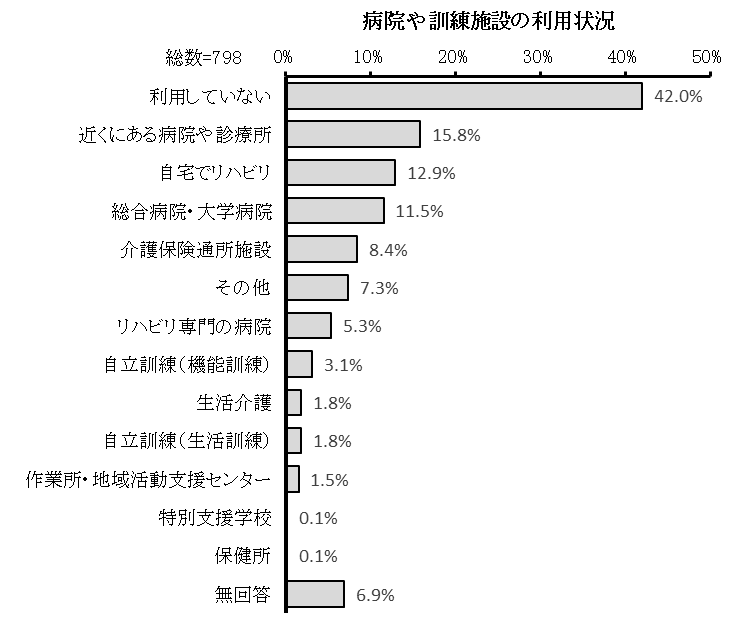 病院や訓練施設の利用状況
総数=798 0% 10% 20% 30% 40% 50%
利用していない 42.0%
近くにある病院や診療所 15.8%
自宅でリハビリ 12.9%
総合病院・大学病院 11.5%
介護保険通所施設 8.4%
その他 7.3%
リハビリ専門の病院 5.3%
自立訓練(機能訓練) 3.1%
生活介護 1.8%
自立訓練(生活訓練) 1.8%
作業所・地域活動支援センター 1.5%
特別支援学校 0.1%
保健所 0.1%
無回答 6.9%